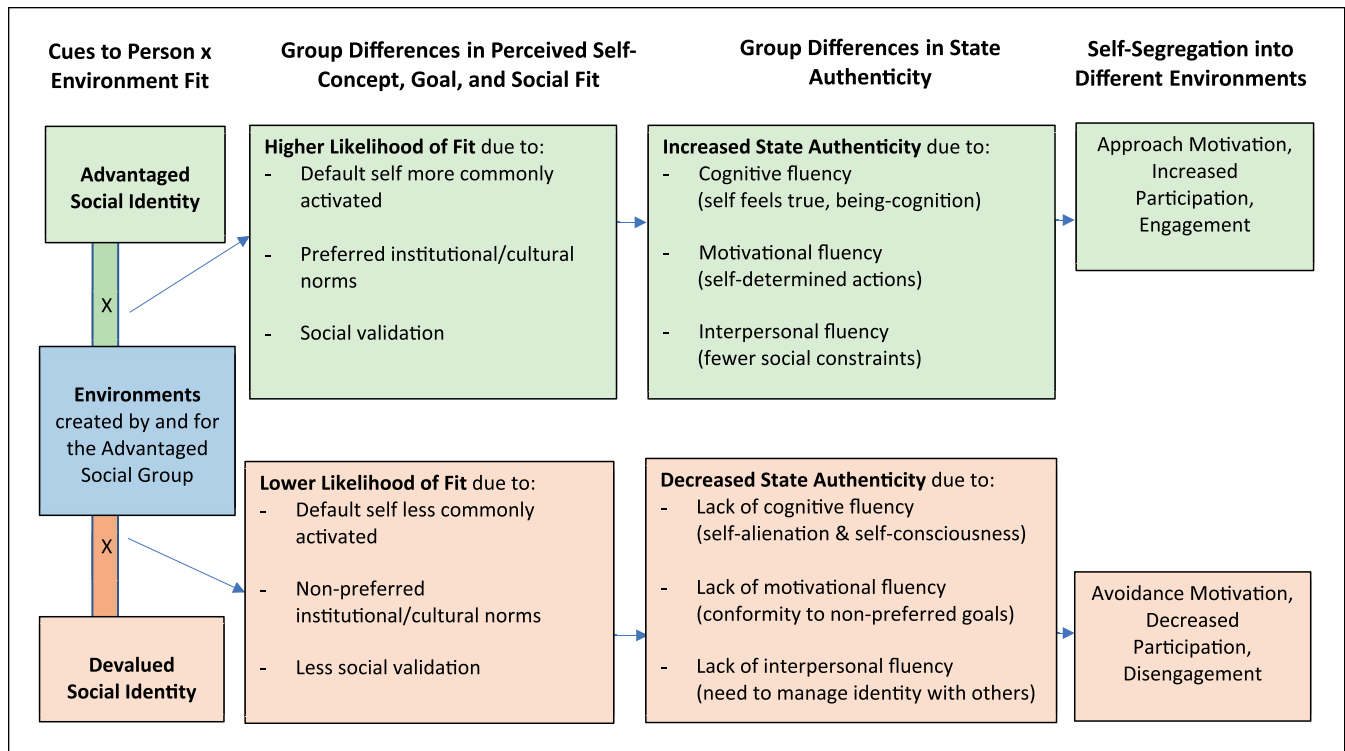 Cues to Person x
Environment Fit
Group Differences in Perceived Self-
Concept, Goal, and Social Fit
Group Differences in State
Authenticity
Self-Segregation into
Different Environments
Advantaged
Social Identity
X
Environments
created by and for
the Advantaged
Social Group
X
Devalued
Social Identity
Higher Likelihood of Fit due to:
- Default self more commonly
activated
- Preferred institutional/cultural
norms
- Social validation
Increased State Authenticity due to:
- Cognitive fluency
(self feels true, being-cognition)
- Motivational fluency
(self-determined actions)
- Interpersonal fluency
(fewer social constraints)
Approach Motivation,
Increased
Participation,
Engagement
Lower Likelihood of Fit due to:
- Default self less commonly
activated
- Non-preferred
institutional/cultural norms
- Less social validation
Decreased State Authenticity due to:
- Lack of cognitive fluency
(self-alienation & self-consciousness)
- Lack of motivational fluency
(conformity to non-preferred goals)
- Lack of interpersonal fluency
(need to manage identity with others)
Avoidance Motivation,
Decreased
Participation,
Disengagement